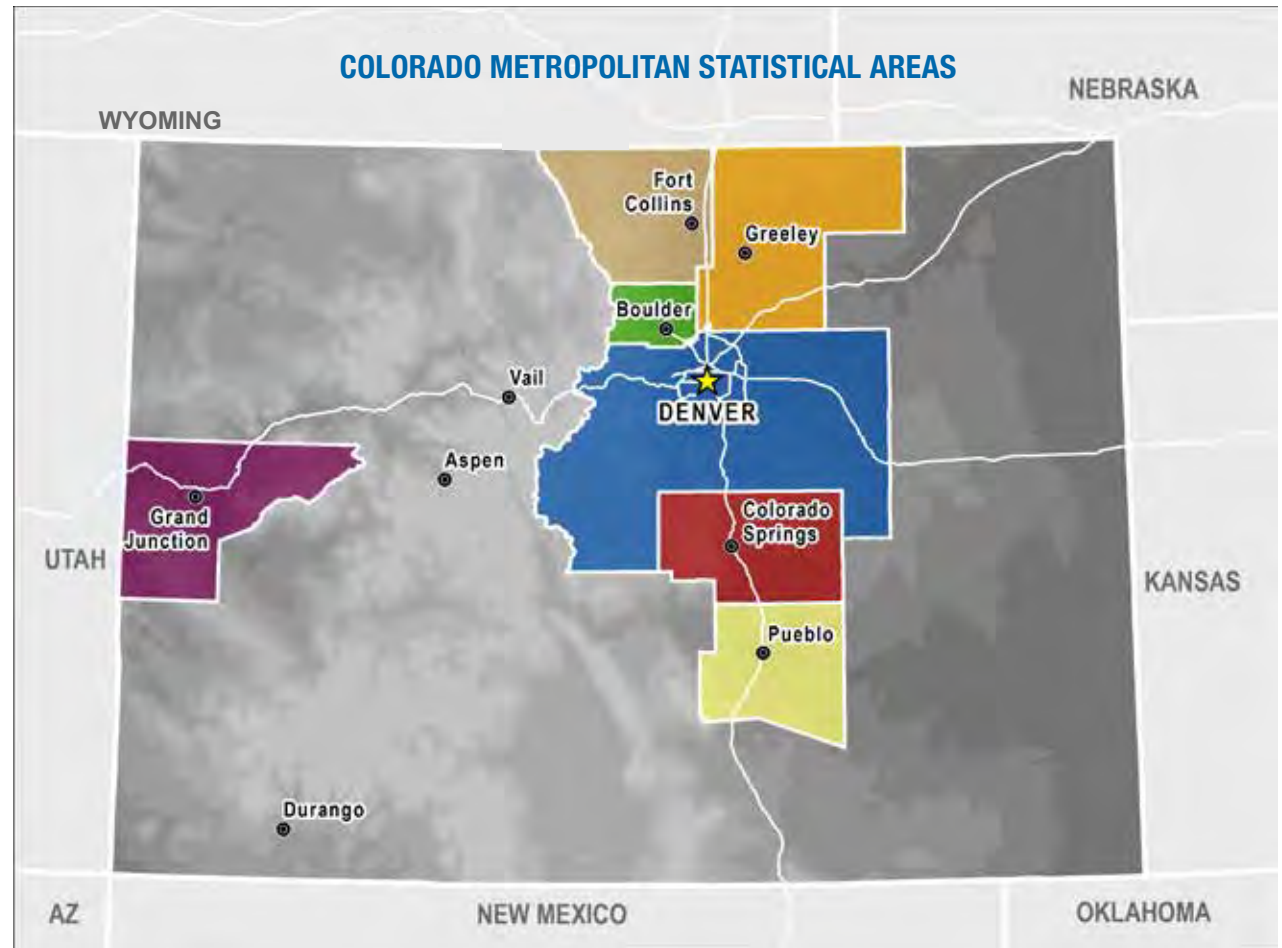 COLORADO METROPOLITAN STATISTICAL AREAS
NEBRASKA
WYOMING
Fort
Collins
Greeley
Boulder
Vail
DENVER
Aspen
Grand
Junction
Colorado
Springs
UTAH
KANSAS
Pueblo
Durango
AZ
NEW MEXICO
OKLAHOMA